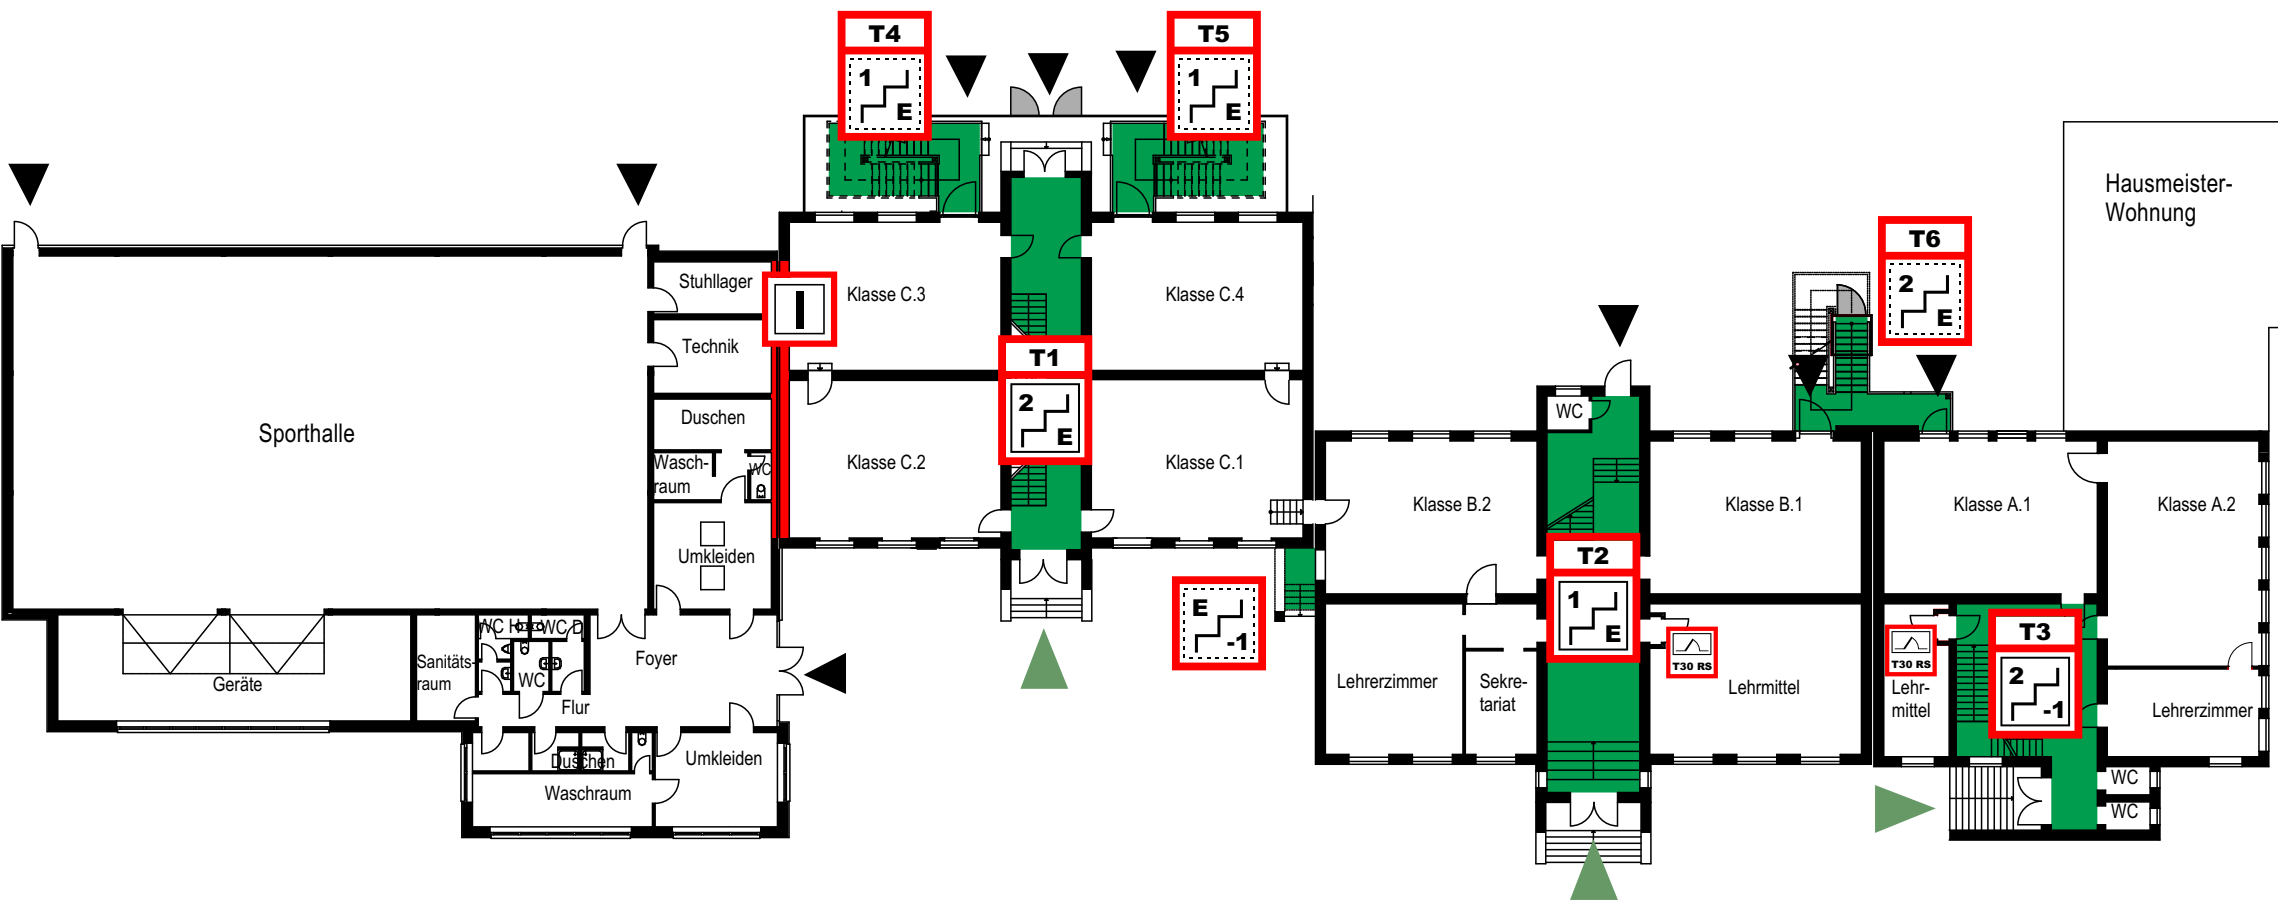 T4
1
E
T5
1
E
Hausmeister-
Wohnung
T6
2
E
Stuhllager
Klasse C.3
Klasse C.4
Technik
T1
2
E
WC
Duschen
Sporthalle
Wasch-
raum
WC
Klasse C.2
Klasse C.1
Klasse B.2
Klasse B.1
Klasse A.1
Klasse A.2
Umkleiden
T2
1
E
E
-1
WC H
WC D
Foyer
Sanitäts-
raum
WC
Geräte
Flur
Lehrerzimmer
Sekre-
tariat
T30 RS
Lehrmittel
T30 RS
Lehr-
mittel
T3
2
-1
Lehrerzimmer
Duschen
Umkleiden
Waschraum
WC
WC